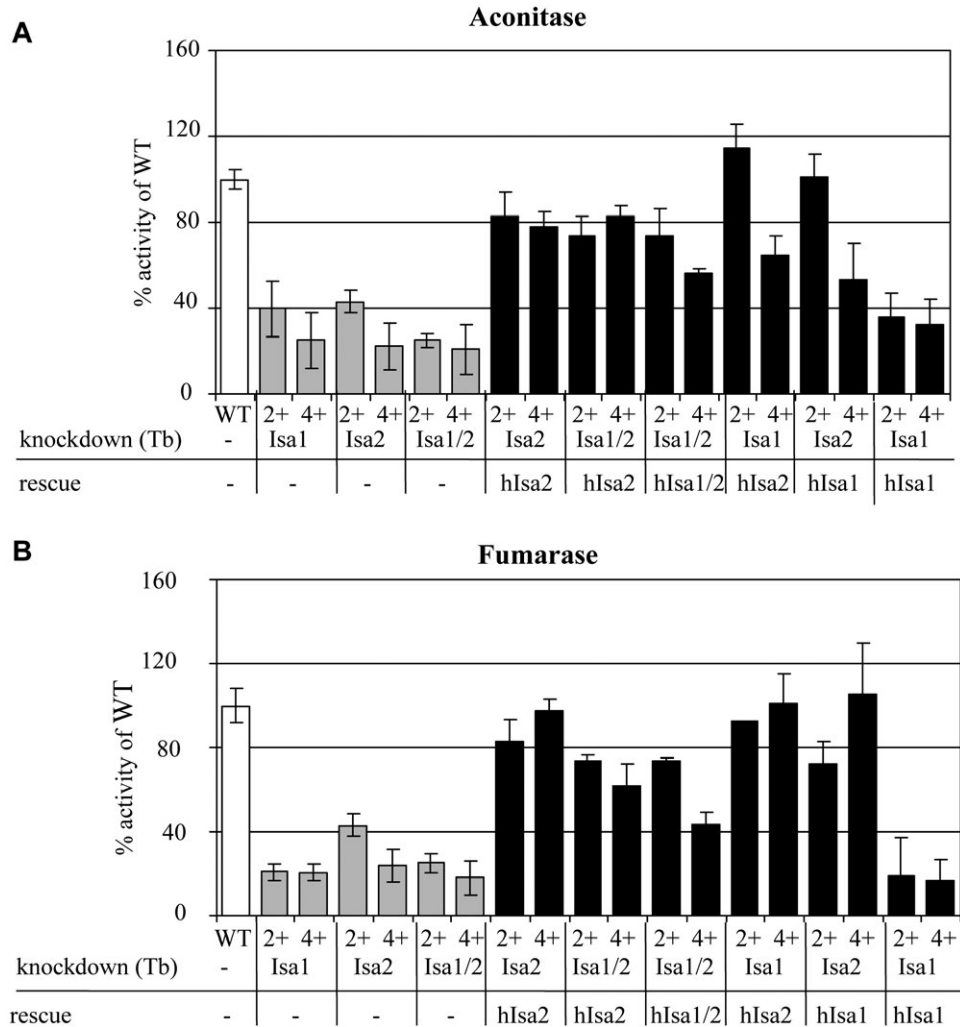 A
Aconitase
% activity of WT
160
120
80
40
0
WT 2+ 4+ 2+ 4+ 2+ 4+ 2+ 4+ 2+ 4+ 2+ 4+ 2+ 4+ 2+ 4+ 2+ 4+
knockdown (Tb) - Isa1 Isa2 Isa1/2 Isa2 Isa1/2 Isa1/2 Isa1 Isa2 Isa1
rescue - - - - hIsa2 hIsa2 hIsa1/2 hIsa2 hIsa1 hIsa1
B
Fumarase
% activity of WT
160
120
80
40
0
WT 2+ 4+ 2+ 4+ 2+ 4+ 2+ 4+ 2+ 4+ 2+ 4+ 2+ 4+ 2+ 4+ 2+ 4+
knockdown (Tb) - Isa1 Isa2 Isa1/2 Isa2 Isa1/2 Isa1/2 Isa1 Isa2 Isa1
rescue - - - - hIsa2 hIsa2 hIsa1/2 hIsa2 hIsa1 hIsa1